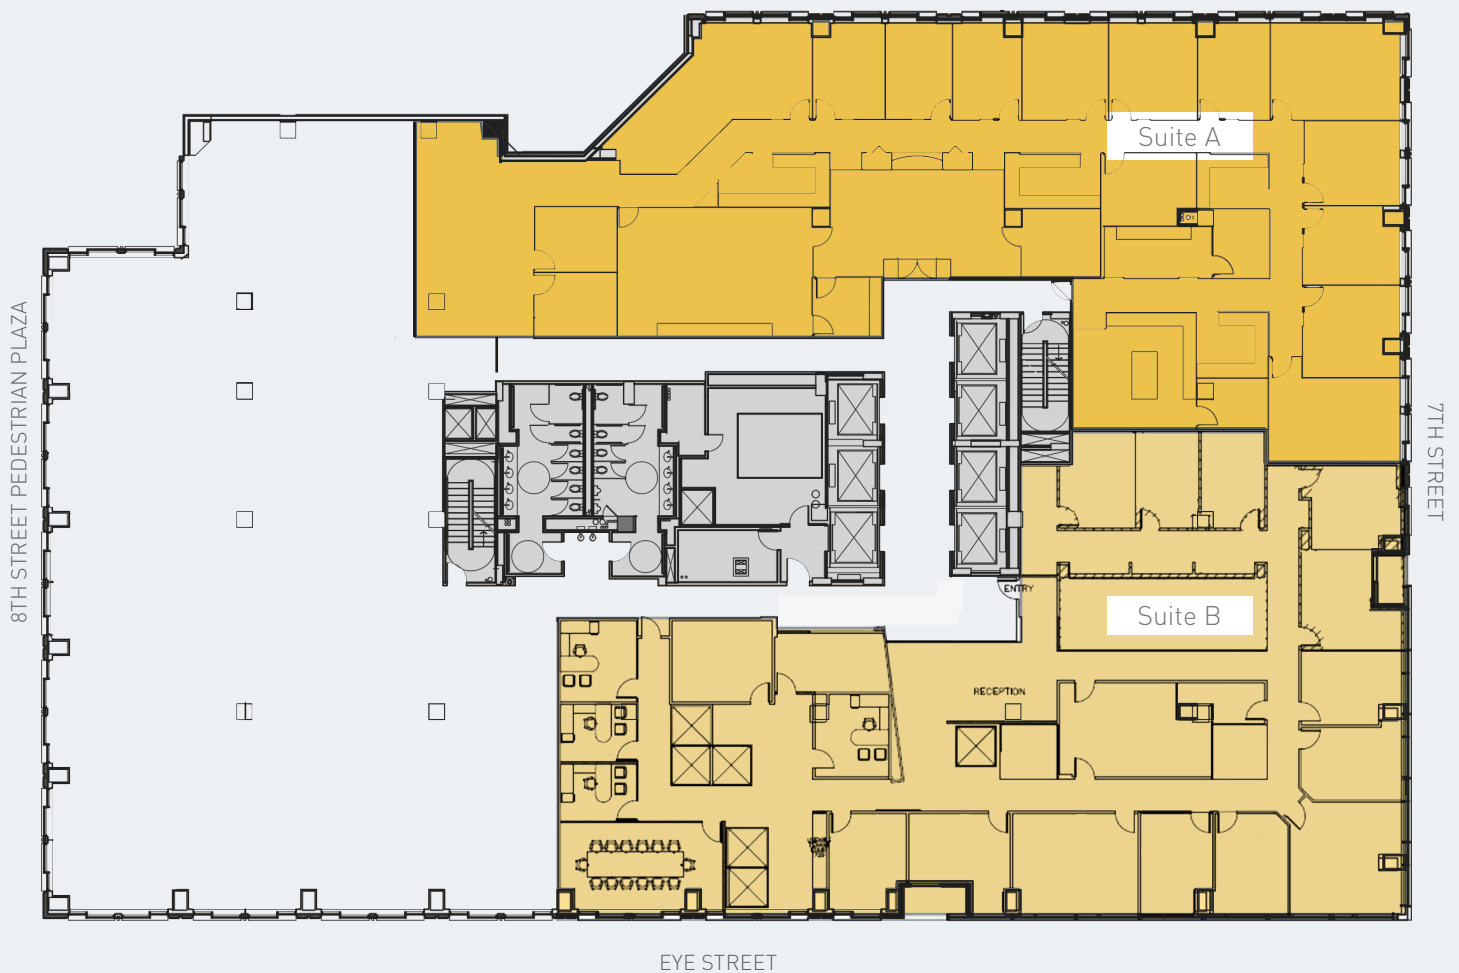 Suite A
8TH STREET PEDESTRIAN PLAZA
7TH STREET
ENTRY
Suite B
RECEPTION
EYE STREET